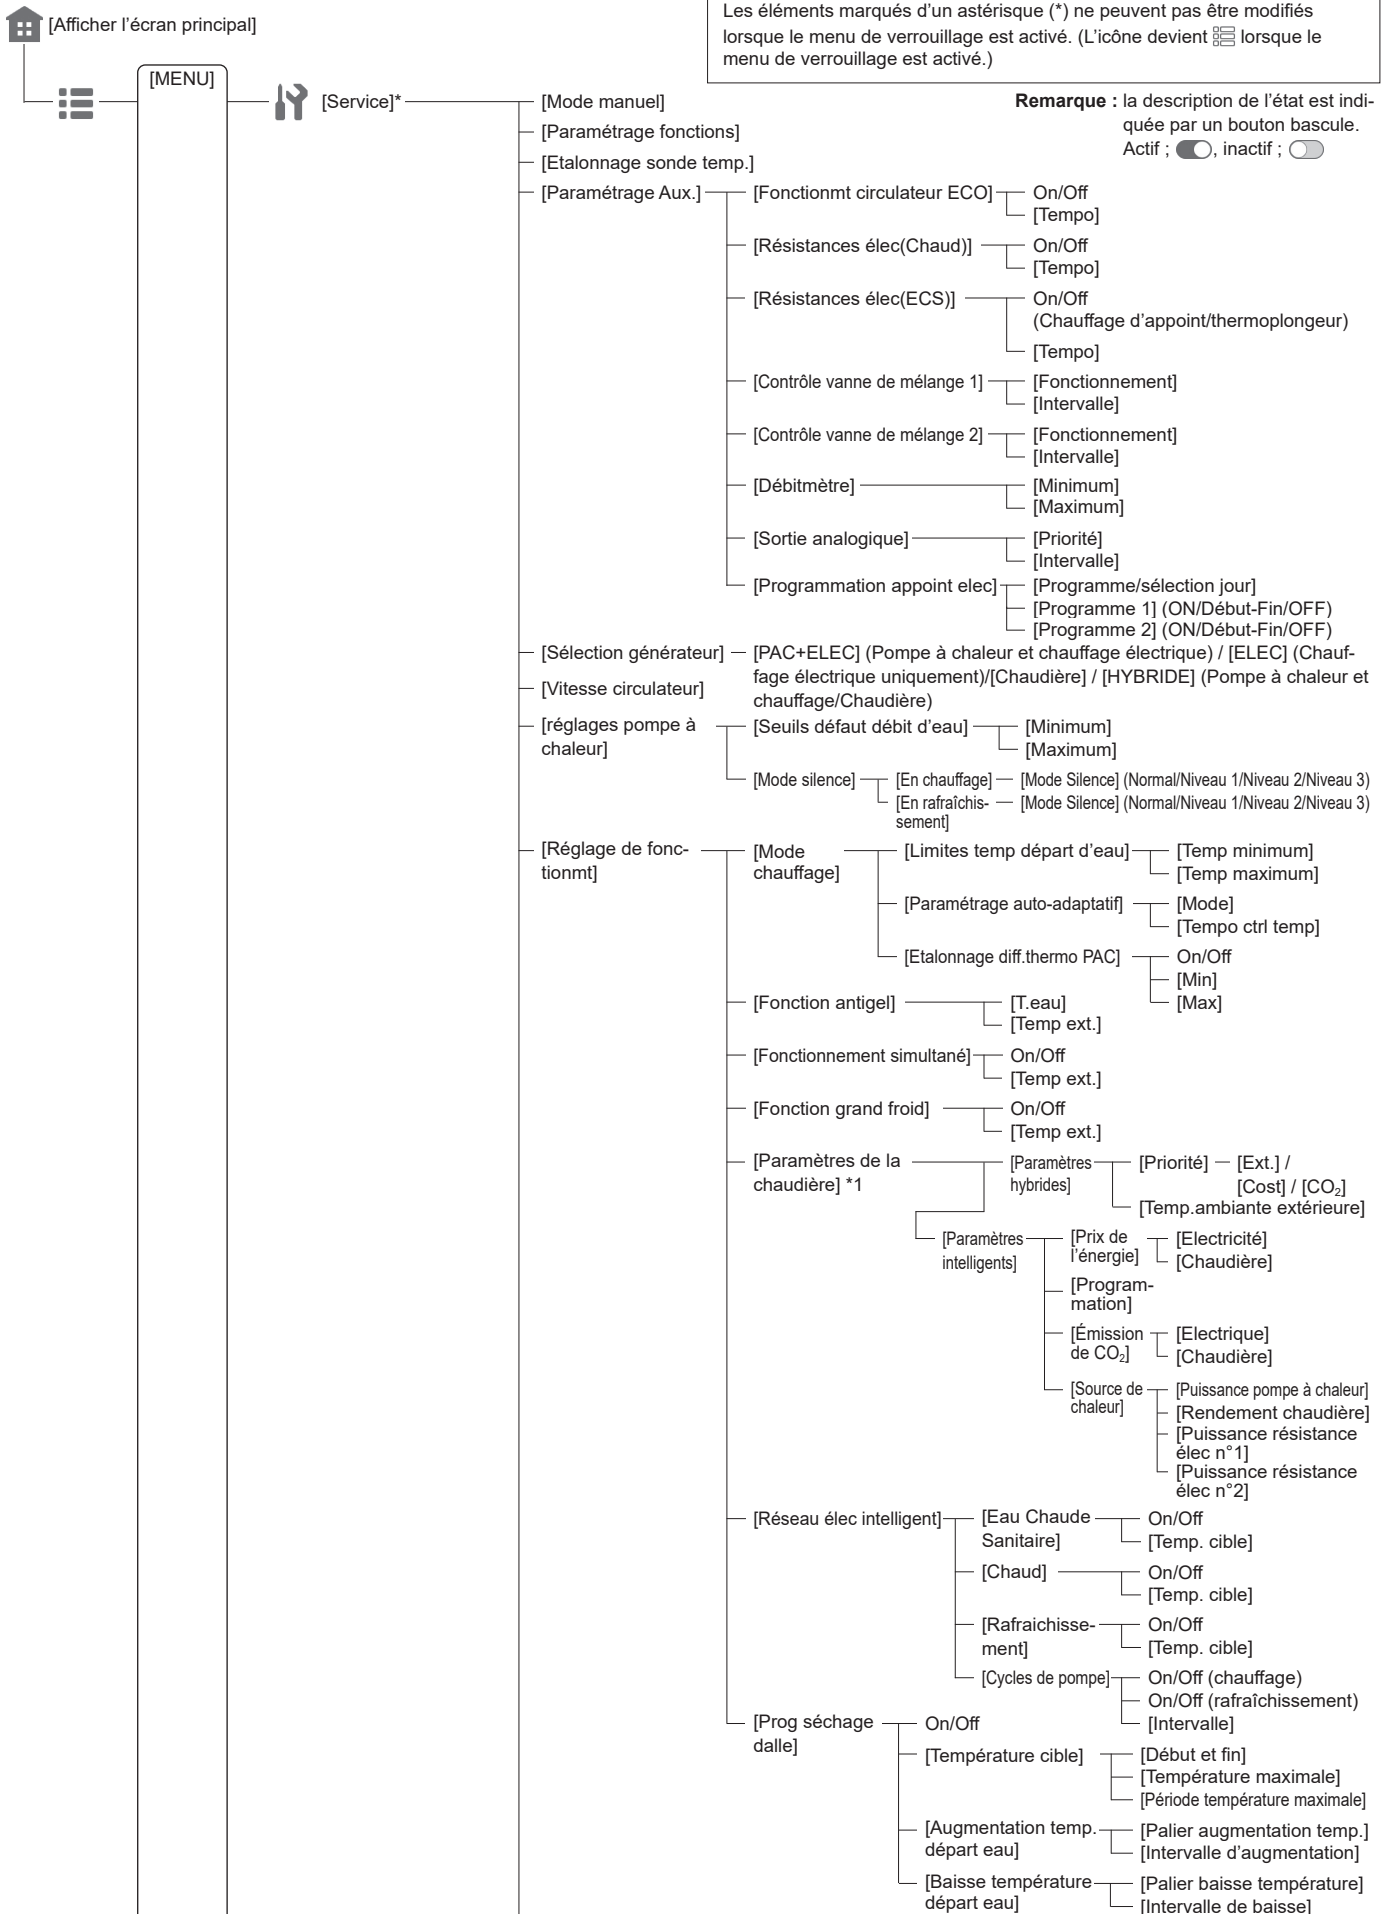 [Afficher l’écran principal]
Les éléments marqués d’un astérisque (*) ne peuvent pas être modifiés
lorsque le menu de verrouillage est activé. (L’icône devient lorsque le
menu de verrouillage est activé.)
[MENU]
[Service]*
Remarque : la description de l’état est indi-
quée par un bouton bascule.
Actif ; , inactif ;
[Mode manuel]
[Paramétrage fonctions]
[Etalonnage sonde temp.]
[Paramétrage Aux.]
[Fonctionmt circulateur ECO]
On/Off
[Tempo]
[Résistances élec(Chaud)]
On/Off
[Tempo]
[Résistances élec(ECS)]
On/Off
(Chauffage d’appoint/thermoplongeur)
[Tempo]
[Contrôle vanne de mélange 1]
[Fonctionnement]
[Intervalle]
[Contrôle vanne de mélange 2]
[Fonctionnement]
[Intervalle]
[Débitmètre]
[Minimum]
[Maximum]
[Sortie analogique]
[Priorité]
[Intervalle]
[Programmation appoint elec]
[Programme/sélection jour]
[Programme 1] (ON/Début-Fin/OFF)
[Programme 2] (ON/Début-Fin/OFF)
[Sélection générateur]
[PAC+ELEC] (Pompe à chaleur et chauffage électrique) / [ELEC] (Chauf-
fage électrique uniquement)/[Chaudière] / [HYBRIDE] (Pompe à chaleur et
chauffage/Chaudière)
[Vitesse circulateur]
[réglages pompe à
chaleur]
[Seuils défaut débit d’eau]
[Minimum]
[Maximum]
[Mode silence]
[En chauffage]
[Mode Silence] (Normal/Niveau 1/Niveau 2/Niveau 3)
[En rafraîchis-
sement]
[Mode Silence] (Normal/Niveau 1/Niveau 2/Niveau 3)
[Réglage de fonc-
tionmt]
[Mode
chauffage]
[Limites temp départ d’eau]
[Temp minimum]
[Temp maximum]
[Paramétrage auto-adaptatif]
[Mode]
[Tempo ctrl temp]
[Etalonnage diff.thermo PAC]
On/Off
[Min]
[Max]
[Fonction antigel]
[T.eau]
[Temp ext.]
[Fonctionnement simultané]
On/Off
[Temp ext.]
[Fonction grand froid]
On/Off
[Temp ext.]
[Paramètres de la
chaudière] *1
[Paramètres
hybrides]
[Priorité]
[Ext.] /
[Cost] / [CO₂]
[Temp.ambiante extérieure]
[Paramètres
intelligents]
[Prix de
l’énergie]
[Electricité]
[Chaudière]
[Program-
mation]
[Émission
de CO₂]
[Electrique]
[Chaudière]
[Source de
chaleur]
[Puissance pompe à chaleur]
[Rendement chaudière]
[Puissance résistance
élec n°1]
[Puissance résistance
élec n°2]
[Réseau élec intelligent]
[Eau Chaude
Sanitaire]
On/Off
[Temp. cible]
[Chaud]
On/Off
[Temp. cible]
[Rafraichisse-
ment]
On/Off
[Temp. cible]
[Cycles de pompe]
On/Off (chauffage)
On/Off (rafraîchissement)
[Intervalle]
[Prog séchage
dalle]
On/Off
[Température cible]
[Début et fin]
[Température maximale]
[Période température maximale]
[Augmentation temp.
départ eau]
[Palier augmentation temp.]
[Intervalle d’augmentation]
[Baisse température
départ eau]
[Palier baisse température]
[Intervalle de baisse]